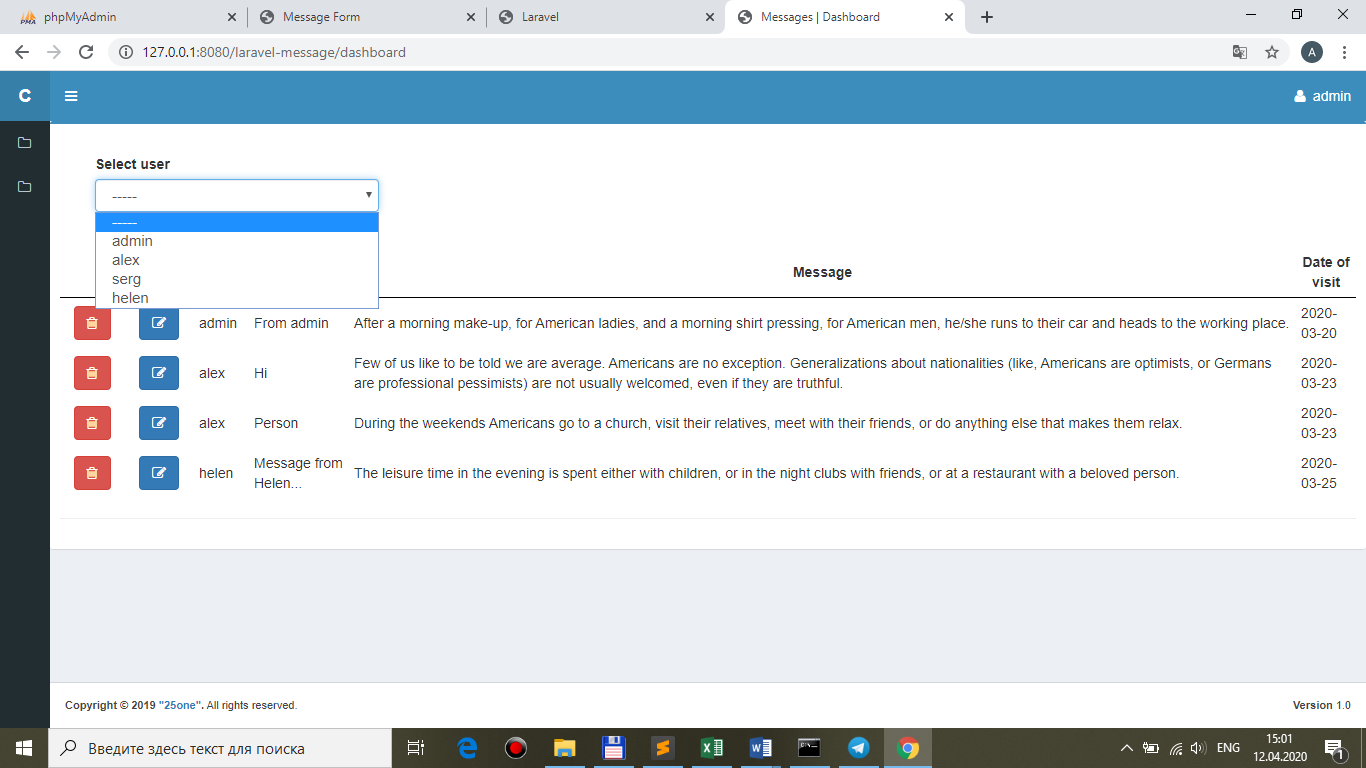 phpMyAdmin
Message Form
Laravel
Messages | Dashboard
127.0.0.1:8080/laravel-message/dashboard
A
C
admin
Select user
-----
-----
admin
alex
serg
helen
Message
Date of
visit
admin
From admin
After a morning make-up, for American ladies, and a morning shirt pressing, for American men, he/she runs to their car and heads to the working place.
2020-
03-20
alex
Hi
Few of us like to be told we are average. Americans are no exception. Generalizations about nationalities (like, Americans are optimists, or Germans
are professional pessimists) are not usually welcomed, even if they are truthful.
2020-
03-23
alex
Person
During the weekends Americans go to a church, visit their relatives, meet with their friends, or do anything else that makes them relax.
2020-
03-23
helen
Message from
Helen...
The leisure time in the evening is spent either with children, or in the night clubs with friends, or at a restaurant with a beloved person.
2020-
03-25
Copyright © 2019 "25one". All rights reserved.
Version 1.0
Введите здесь текст для поиска
ENG
15:01
12.04.2020
1